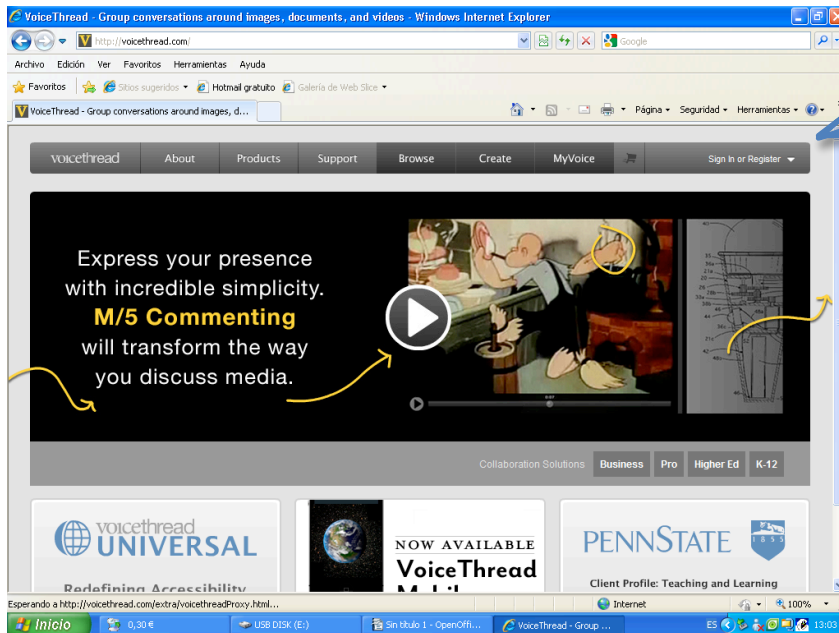 VoiceThread - Group conversations around images, documents, and videos - Windows Internet Explorer
http://voicethread.com/
Google
Archivo Edición Ver Favoritos Herramientas Ayuda
Favoritos Sitios sugeridos Hotmail gratuito Galería de Web Slice
VoiceThread - Group conversations around images, d... Página Seguridad Herramientas
voicethread About Products Support Browse Create MyVoice Sign In or Register
Express your presence
with incredible simplicity.
M/5 Commenting
will transform the way
you discuss media.
Collaboration Solutions Business Pro Higher Ed K-12
voicethread
UNIVERSAL
Redefining Accessibility
NOW AVAILABLE
VoiceThread
Mobile
PENNSTATE
1855
Client Profile: Teaching and Learning
Esperando a http://voicethread.com/extra/voicethreadProxy.html... Internet 100%
Inicio 0,30 € USB DISK (E:) Sin título 1 - OpenOffi... VoiceThread - Group ... ES 13:03